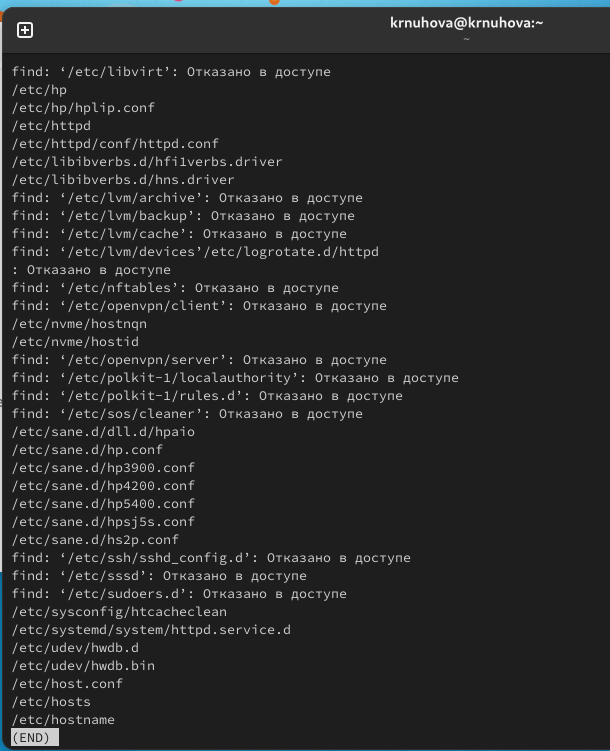 krnuhova@krnuhova:~
~
find: ‘/etc/libvirt’: Отказано в доступе
/etc/hp
/etc/hp/hplip.conf
/etc/httpd
/etc/httpd/conf/httpd.conf
/etc/libibverbs.d/hfi1verbs.driver
/etc/libibverbs.d/hns.driver
find: ‘/etc/lvm/archive’: Отказано в доступе
find: ‘/etc/lvm/backup’: Отказано в доступе
find: ‘/etc/lvm/cache’: Отказано в доступе
find: ‘/etc/lvm/devices’/etc/logrotate.d/httpd
: Отказано в доступе
find: ‘/etc/nftables’: Отказано в доступе
find: ‘/etc/openvpn/client’: Отказано в доступе
/etc/nvme/hostnqn
/etc/nvme/hostid
find: ‘/etc/openvpn/server’: Отказано в доступе
find: ‘/etc/polkit-1/localauthority’: Отказано в доступе
find: ‘/etc/polkit-1/rules.d’: Отказано в доступе
find: ‘/etc/sos/cleaner’: Отказано в доступе
/etc/sane.d/dll.d/hpaio
/etc/sane.d/hp.conf
/etc/sane.d/hp3900.conf
/etc/sane.d/hp4200.conf
/etc/sane.d/hp5400.conf
/etc/sane.d/hpsj5s.conf
/etc/sane.d/hs2p.conf
find: ‘/etc/ssh/sshd_config.d’: Отказано в доступе
find: ‘/etc/sssd’: Отказано в доступе
find: ‘/etc/sudoers.d’: Отказано в доступе
/etc/sysconfig/htcacheclean
/etc/systemd/system/httpd.service.d
/etc/udev/hwdb.d
/etc/udev/hwdb.bin
/etc/host.conf
/etc/hosts
/etc/hostname
(END)